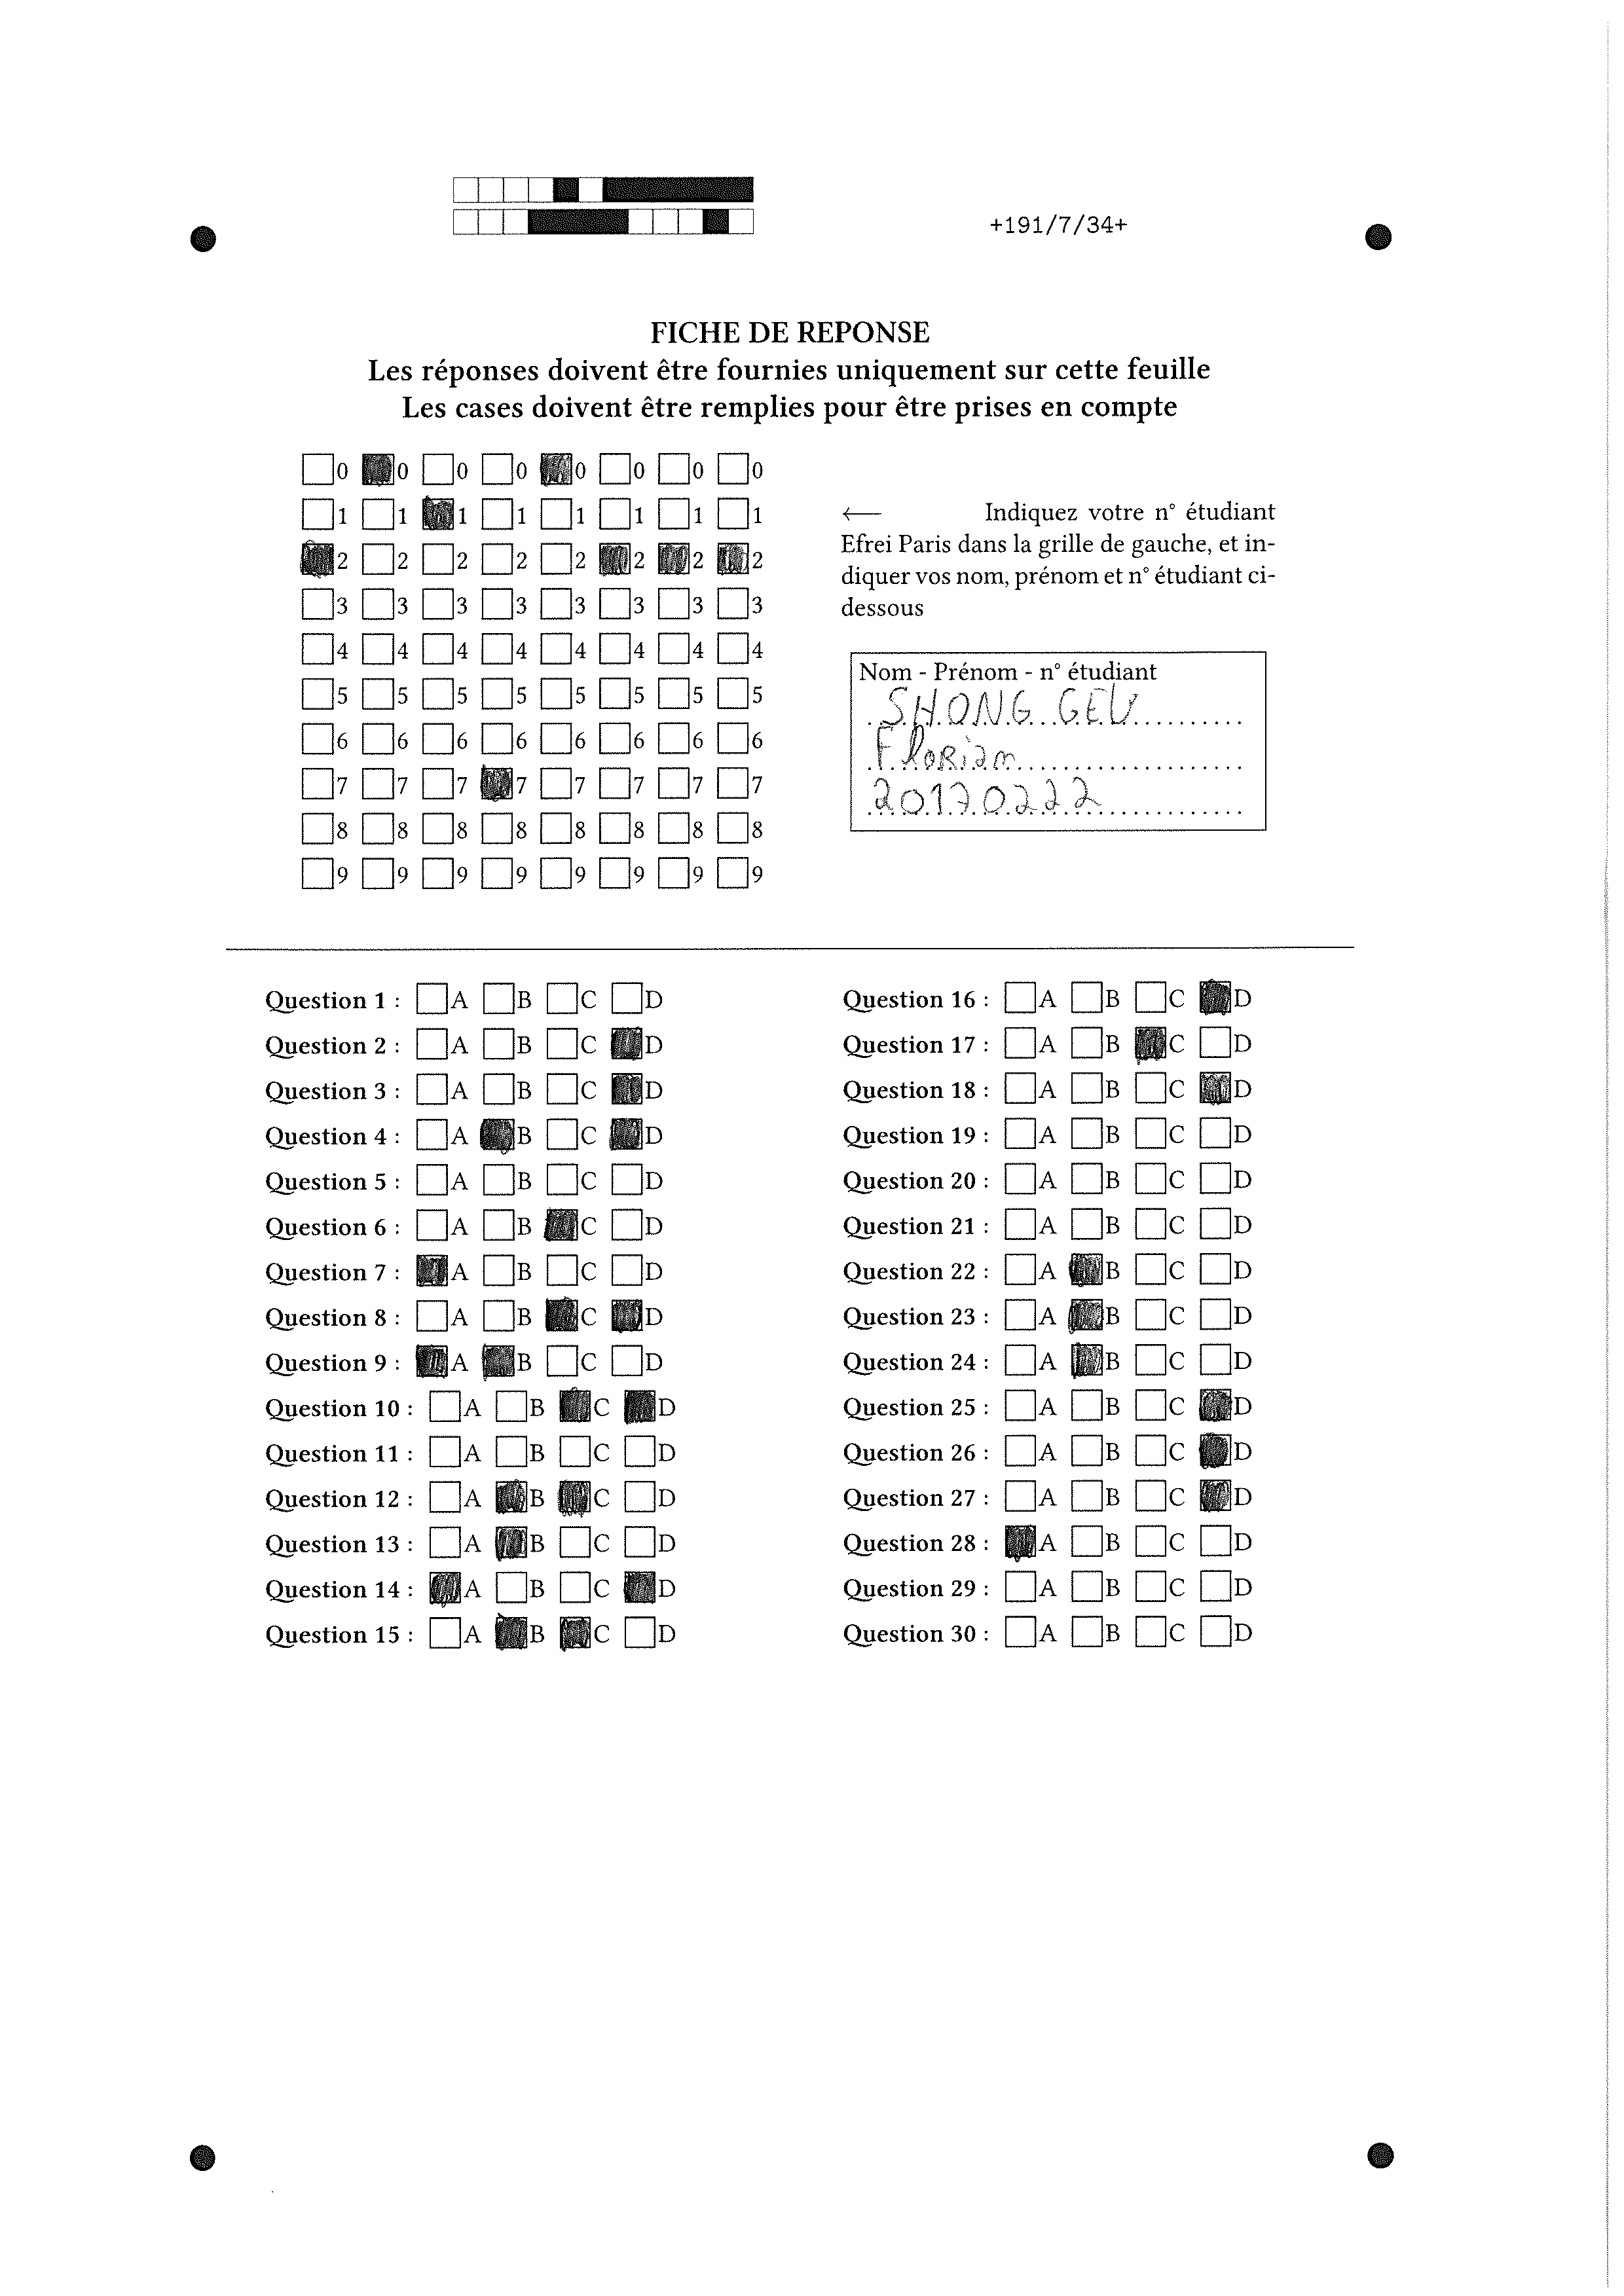 +191/7/34+
FICHE DE REPONSE
Les réponses doivent être fournies uniquement sur cette feuille
Les cases doivent être remplies pour être prises en compte
0 0 0 0 0 0 0 0
1 1 1 1 1 1 1 1
2 2 2 2 2 2 2 2
3 3 3 3 3 3 3 3
4 4 4 4 4 4 4 4
5 5 5 5 5 5 5 5
6 6 6 6 6 6 6 6
7 7 7 7 7 7 7 7
8 8 8 8 8 8 8 8
9 9 9 9 9 9 9 9
← Indiquez votre n° étudiant
Efrei Paris dans la grille de gauche, et in-
diquer vos nom, prénom et n° étudiant ci-
dessous
Nom - Prénom - n° étudiant
SHONG GEU
Florian
20170222
Question 1 : A B C D
Question 2 : A B C D
Question 3 : A B C D
Question 4 : A B C D
Question 5 : A B C D
Question 6 : A B C D
Question 7 : A B C D
Question 8 : A B C D
Question 9 : A B C D
Question 10 : A B C D
Question 11 : A B C D
Question 12 : A B C D
Question 13 : A B C D
Question 14 : A B C D
Question 15 : A B C D
Question 16 : A B C D
Question 17 : A B C D
Question 18 : A B C D
Question 19 : A B C D
Question 20 : A B C D
Question 21 : A B C D
Question 22 : A B C D
Question 23 : A B C D
Question 24 : A B C D
Question 25 : A B C D
Question 26 : A B C D
Question 27 : A B C D
Question 28 : A B C D
Question 29 : A B C D
Question 30 : A B C D